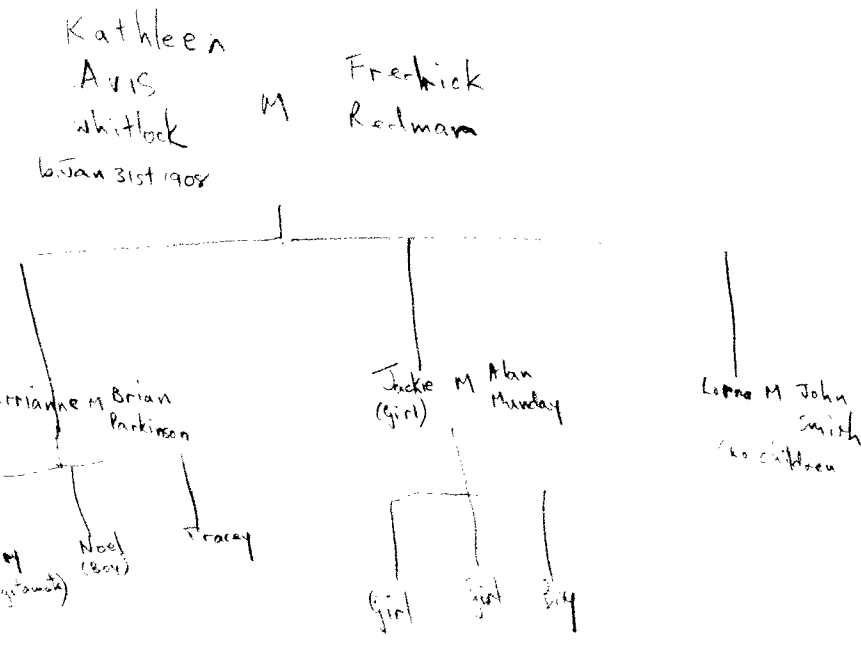 Kathleen
Avis
Whitlock
b. Jan 31st 1908
M
Fredrick
Redman
rrianne M Brian
Parkinson
Jackie M Alan
(girl) Munday
Lorna M John
Smith
no children
Noel
(Boy)
Tracey
(Girl
Girl
Boy